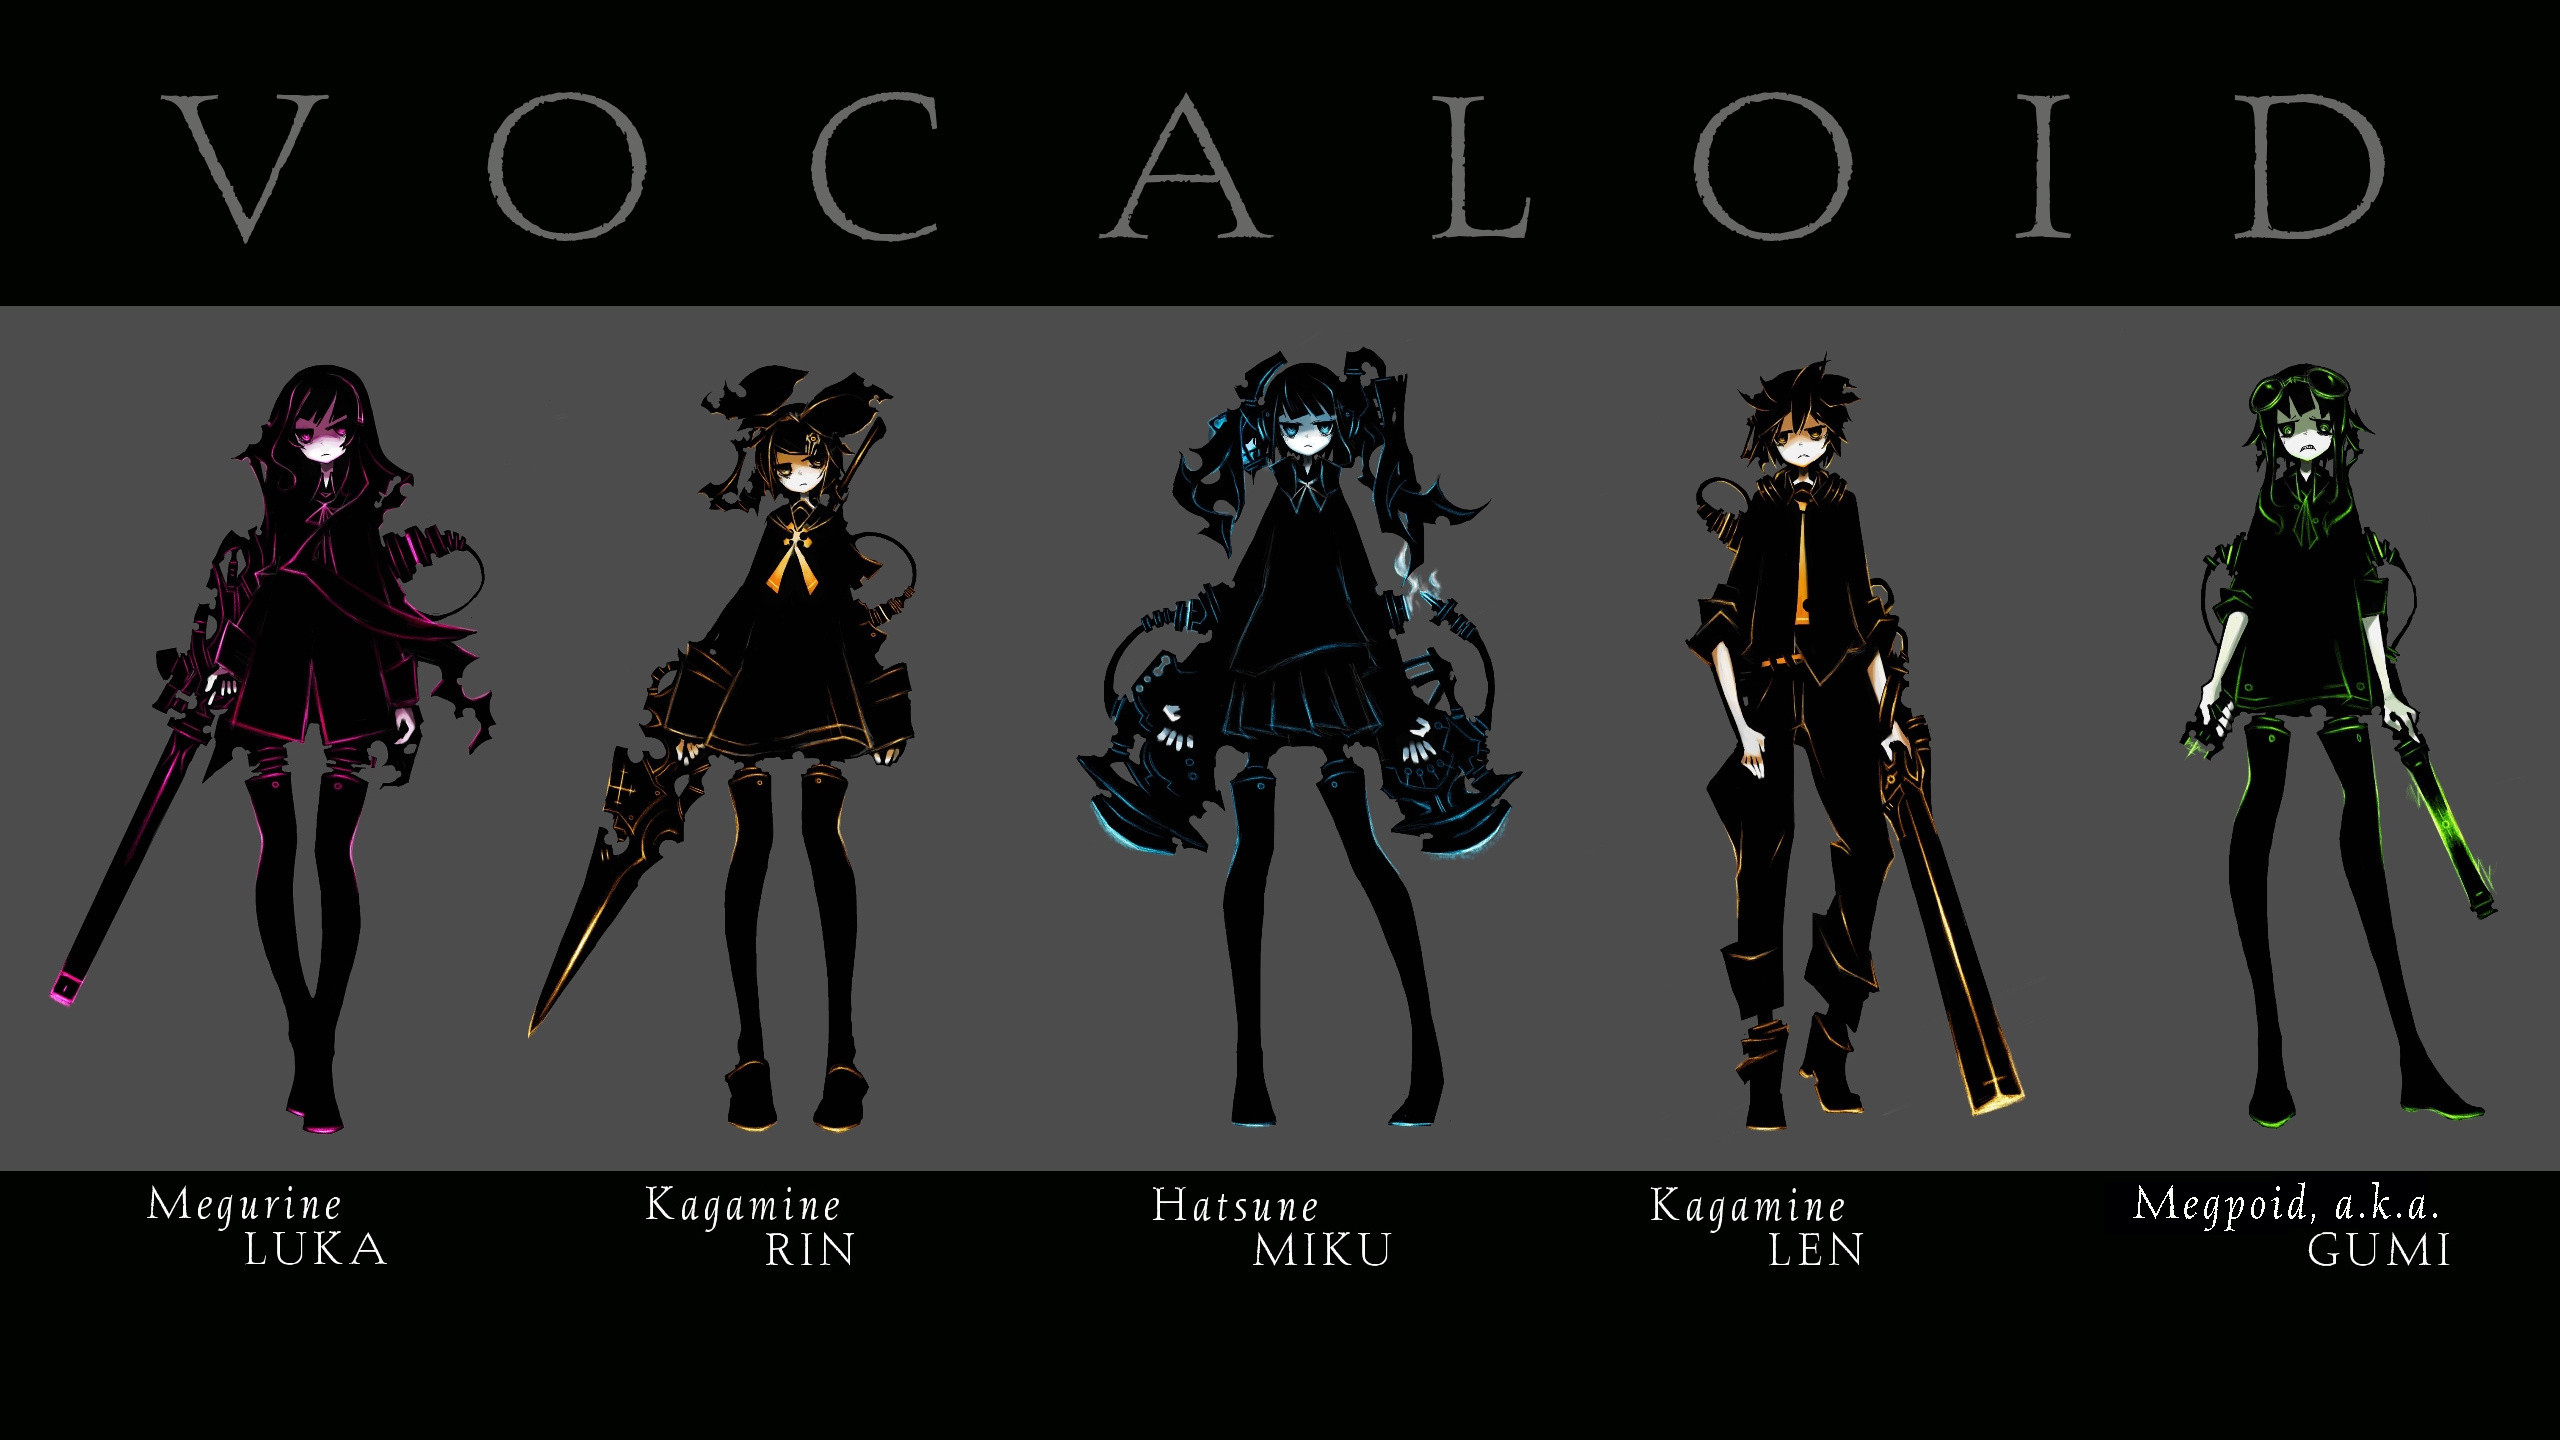 VOCALOID
Megurine
LUKA
Kagamine
RIN
Hatsune
MIKU
Kagamine
LEN
Megpoid, a.k.a.
GUMI